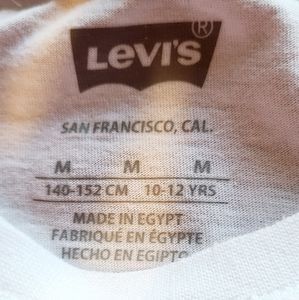 LEVI'S®
SAN FRANCISCO, CAL.
M M M
140-152 CM 10-12 YRS
MADE IN EGYPT
FABRIQUÉ EN ÉGYPTE
HECHO EN EGIPTO